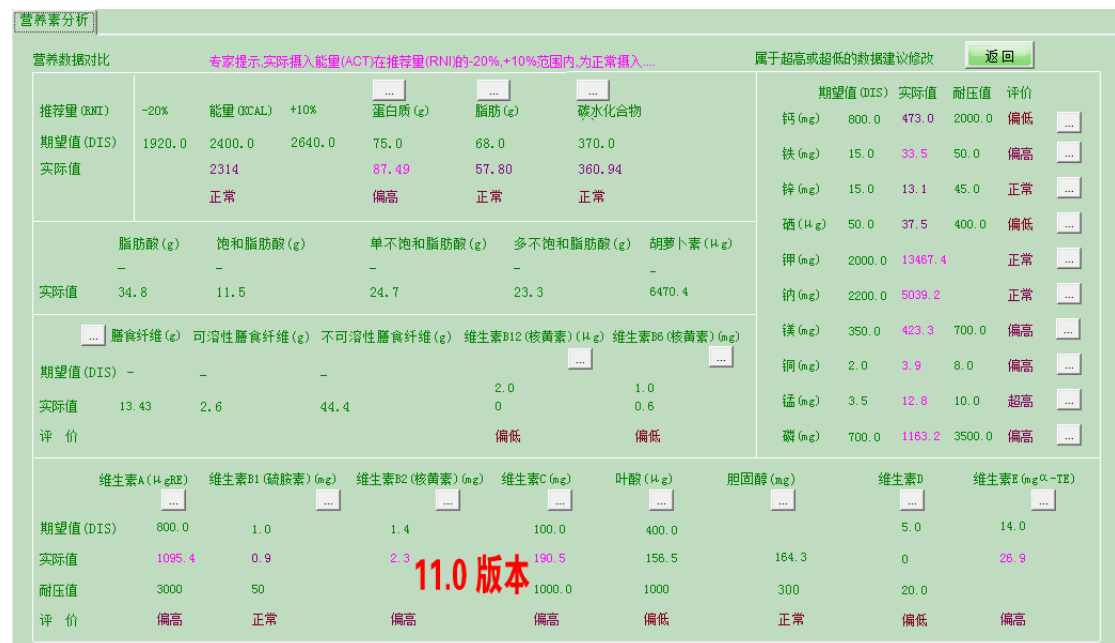 营养素分析
营养数据对比 专家提示,实际摄入能量(ACT)在推荐量(RNI)的-20%,+10%范围内,为正常摄入.... 属于超高或超低的数据建议修改 返回
... ... ...
推荐量(RNI) -20% 能量(KCAL) +10% 蛋白质(g) 脂肪(g) 碳水化合物
期望值(DIS) 1920.0 2400.0 2640.0 75.0 68.0 370.0
实际值 2314 87.49 57.80 360.94
正常 偏高 正常 正常
脂肪酸(g) 饱和脂肪酸(g) 单不饱和脂肪酸(g) 多不饱和脂肪酸(g) 胡萝卜素(μg)
— — — — —
实际值 34.8 11.5 24.7 23.3 6470.4
... 膳食纤维(g) 可溶性膳食纤维(g) 不可溶性膳食纤维(g) 维生素B12(核黄素)(μg) 维生素B6(核黄素)(mg)
... ...
期望值(DIS) — — — 2.0 1.0
实际值 13.43 2.6 44.4 0 0.6
评 价 偏低 偏低
期望值(DIS) 实际值 耐压值 评价
钙(mg) 800.0 473.0 2000.0 偏低 ...
铁(mg) 15.0 33.5 50.0 偏高 ...
锌(mg) 15.0 13.1 45.0 正常 ...
硒(μg) 50.0 37.5 400.0 偏低 ...
钾(mg) 2000.0 13467.4 正常 ...
钠(mg) 2200.0 5039.2 正常 ...
镁(mg) 350.0 423.3 700.0 偏高 ...
铜(mg) 2.0 3.9 8.0 偏高 ...
锰(mg) 3.5 12.8 10.0 超高 ...
磷(mg) 700.0 1163.2 3500.0 偏高 ...
维生素A(μgRE) 维生素B1(硫胺素)(mg) 维生素B2(核黄素)(mg) 维生素C(mg) 叶酸(μg) 胆固醇(mg) 维生素D 维生素E(mgα-TE)
... ... ... ... ... ... ...
期望值(DIS) 800.0 1.0 1.4 100.0 400.0 5.0 14.0
实际值 1095.4 0.9 2.3 190.5 156.5 164.3 0 26.9
11.0 版本
耐压值 3000 50 1000.0 1000 300 20.0
评 价 偏高 正常 偏高 偏高 偏低 正常 偏低 偏高